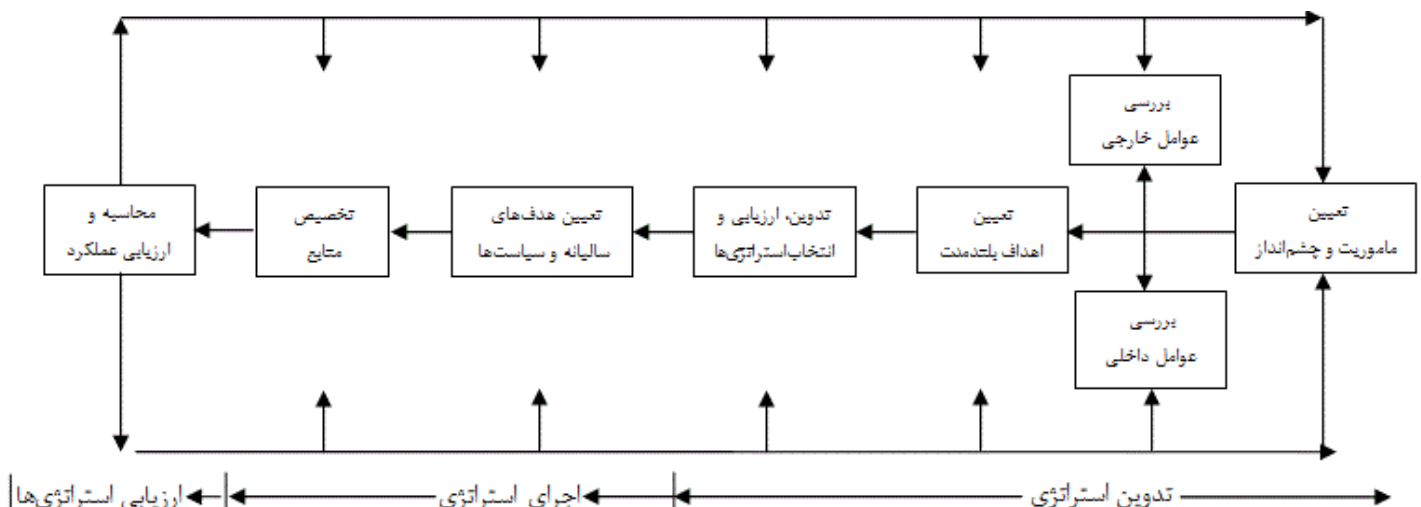 بررسی
عوامل خارجی
تعیین
ماموریت و چشم‌انداز
تعیین
اهداف بلندمدت
تدوین، ارزیابی و
انتخاب‌استراتژی‌ها
تعیین هدف‌های
سالیانه و سیاست‌ها
تخصیص
منابع
محاسبه و
ارزیابی عملکرد
بررسی
عوامل داخلی
تدوین استراتژی
اجرای استراتژی
ارزیابی استراتژی‌ها